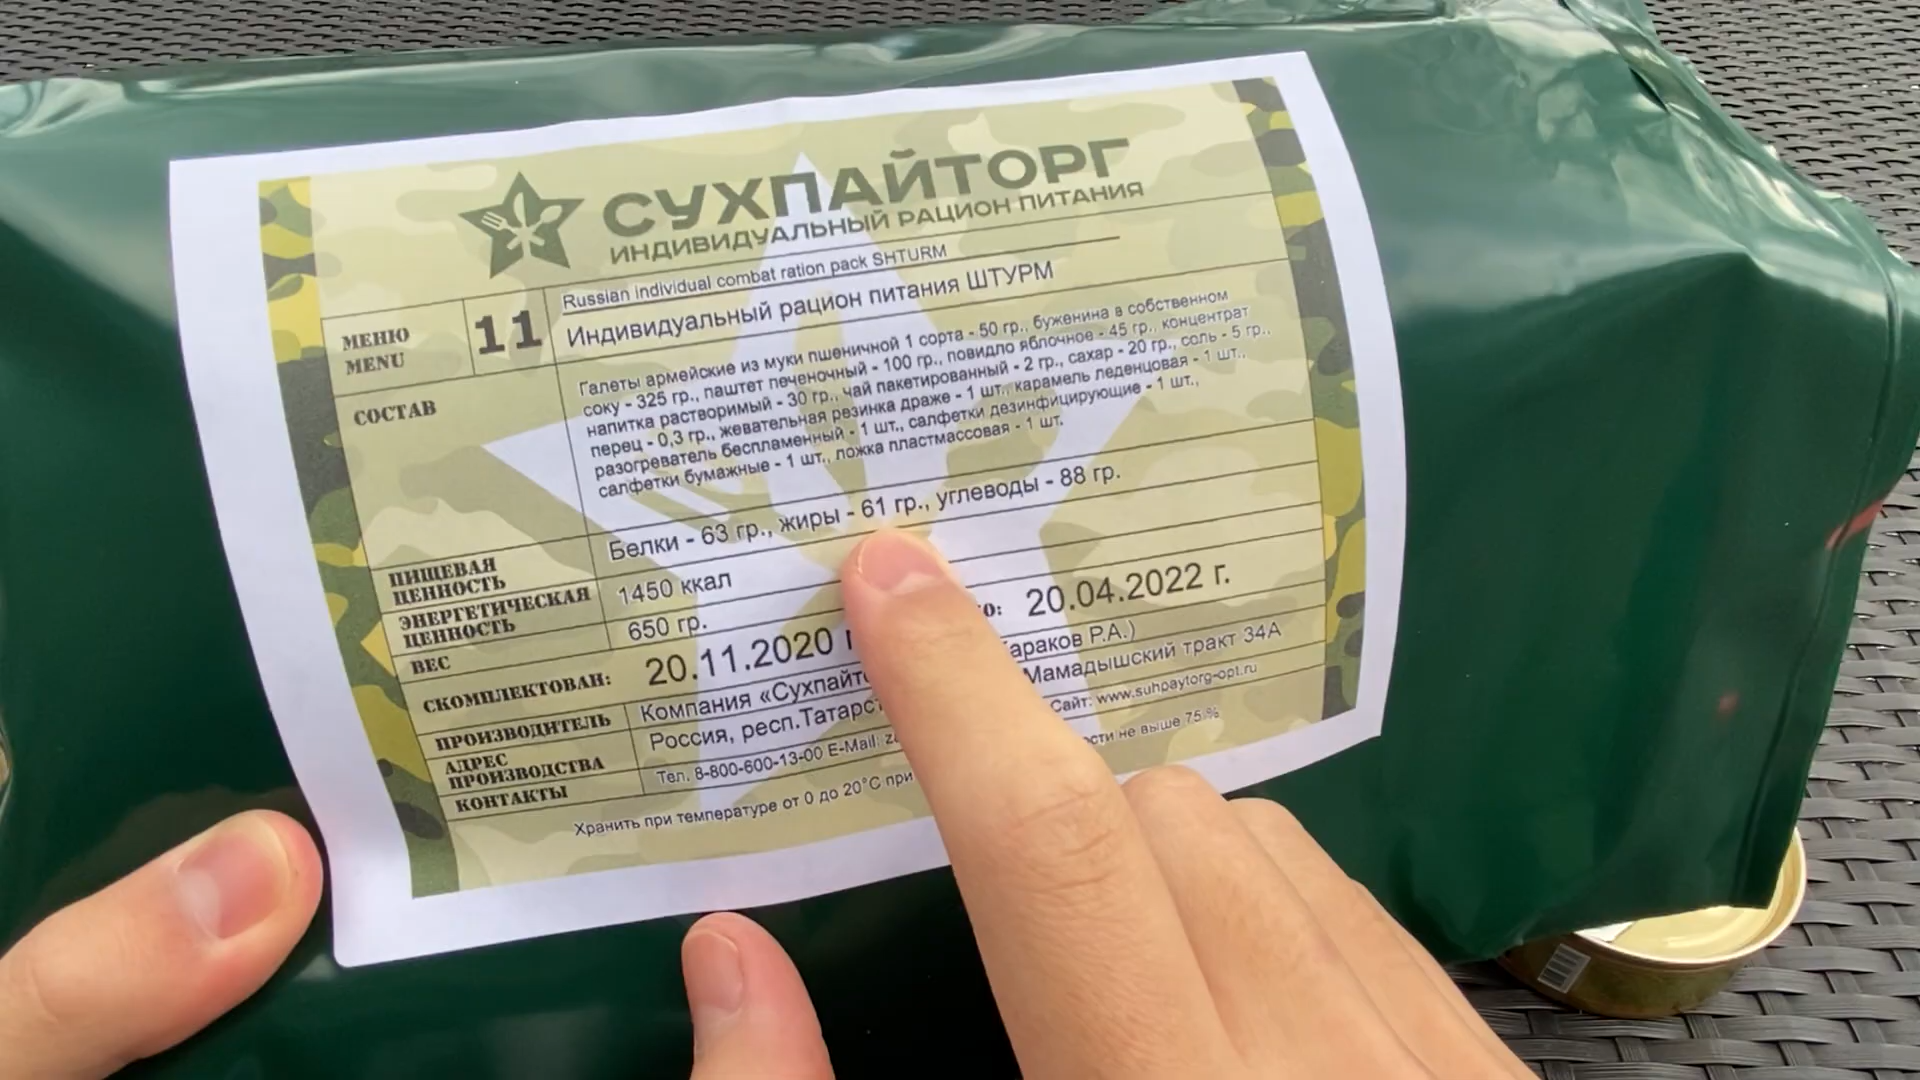 СУХПАЙТОРГ
ИНДИВИДУАЛЬНЫЙ РАЦИОН ПИТАНИЯ
МЕНЮ
MENU
11
Russian individual combat ration pack SHTURM
Индивидуальный рацион питания ШТУРМ
СОСТАВ
Галеты армейские из муки пшеничной 1 сорта - 50 гр., буженина в собственном
соку - 325 гр., паштет печеночный - 100 гр., повидло яблочное - 45 гр., концентрат
напитка растворимый - 30 гр., чай пакетированный - 2 гр., сахар - 20 гр., соль - 5 гр.,
перец - 0,3 гр., жевательная резинка драже - 1 шт., карамель леденцовая - 1 шт.,
разогреватель беспламенный - 1 шт., салфетки дезинфицирующие - 1 шт.,
салфетки бумажные - 1 шт., ложка пластмассовая - 1 шт.
ПИЩЕВАЯ
ЦЕННОСТЬ
Белки - 63 гр., жиры - 61 гр., углеводы - 88 гр.
ЭНЕРГЕТИЧЕСКАЯ
ЦЕННОСТЬ
1450 ккал
ВЕС
650 гр.
СКОМПЛЕКТОВАН:
20.11.2020 20.04.2022 г.
ПРОИЗВОДИТЕЛЬ
Компания Р.А.)
АДРЕС
ПРОИЗВОДСТВА
Россия, респ. Мамадышский тракт 34А
КОНТАКТЫ
Тел. 8-800-600-13-00 E-Mail: Сайт: www.suhpaytorg-opt.ru
Хранить при температуре от 0 до 20°С при не выше 75 %